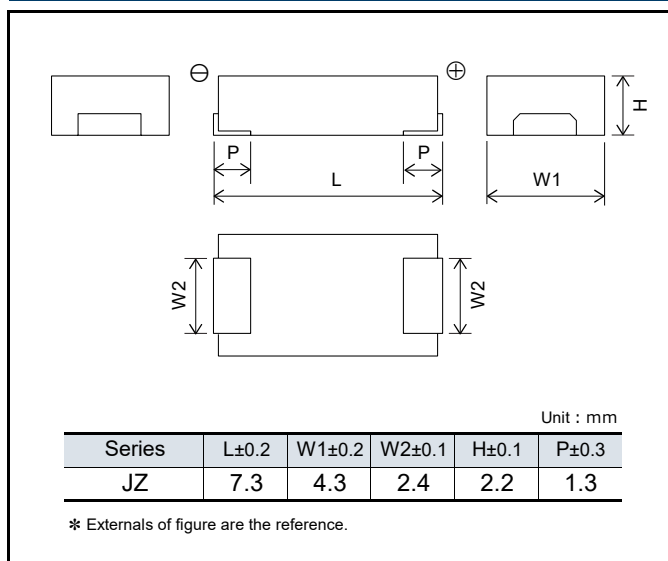 ⊖ ⊕
H
P P
L
W1
W2 W2
Unit : mm
Series L±0.2 W1±0.2 W2±0.1 H±0.1 P±0.3
JZ 7.3 4.3 2.4 2.2 1.3
✻ Externals of figure are the reference.